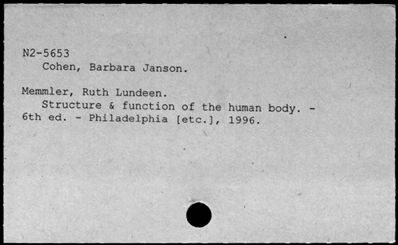 N2-5653
Cohen, Barbara Janson.
Memmler, Ruth Lundeen.
Structure & function of the human body. -
6th ed. - Philadelphia [etc.], 1996.